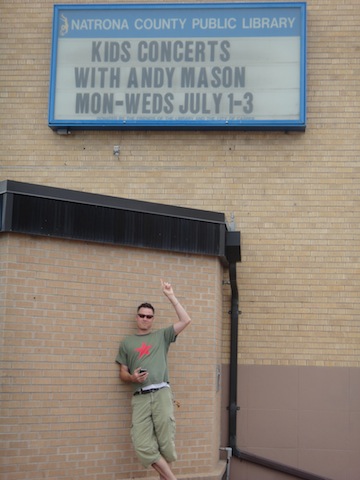 NATRONA COUNTY PUBLIC LIBRARY
KIDS CONCERTS
WITH ANDY MASON
MON-WEDS JULY 1-3